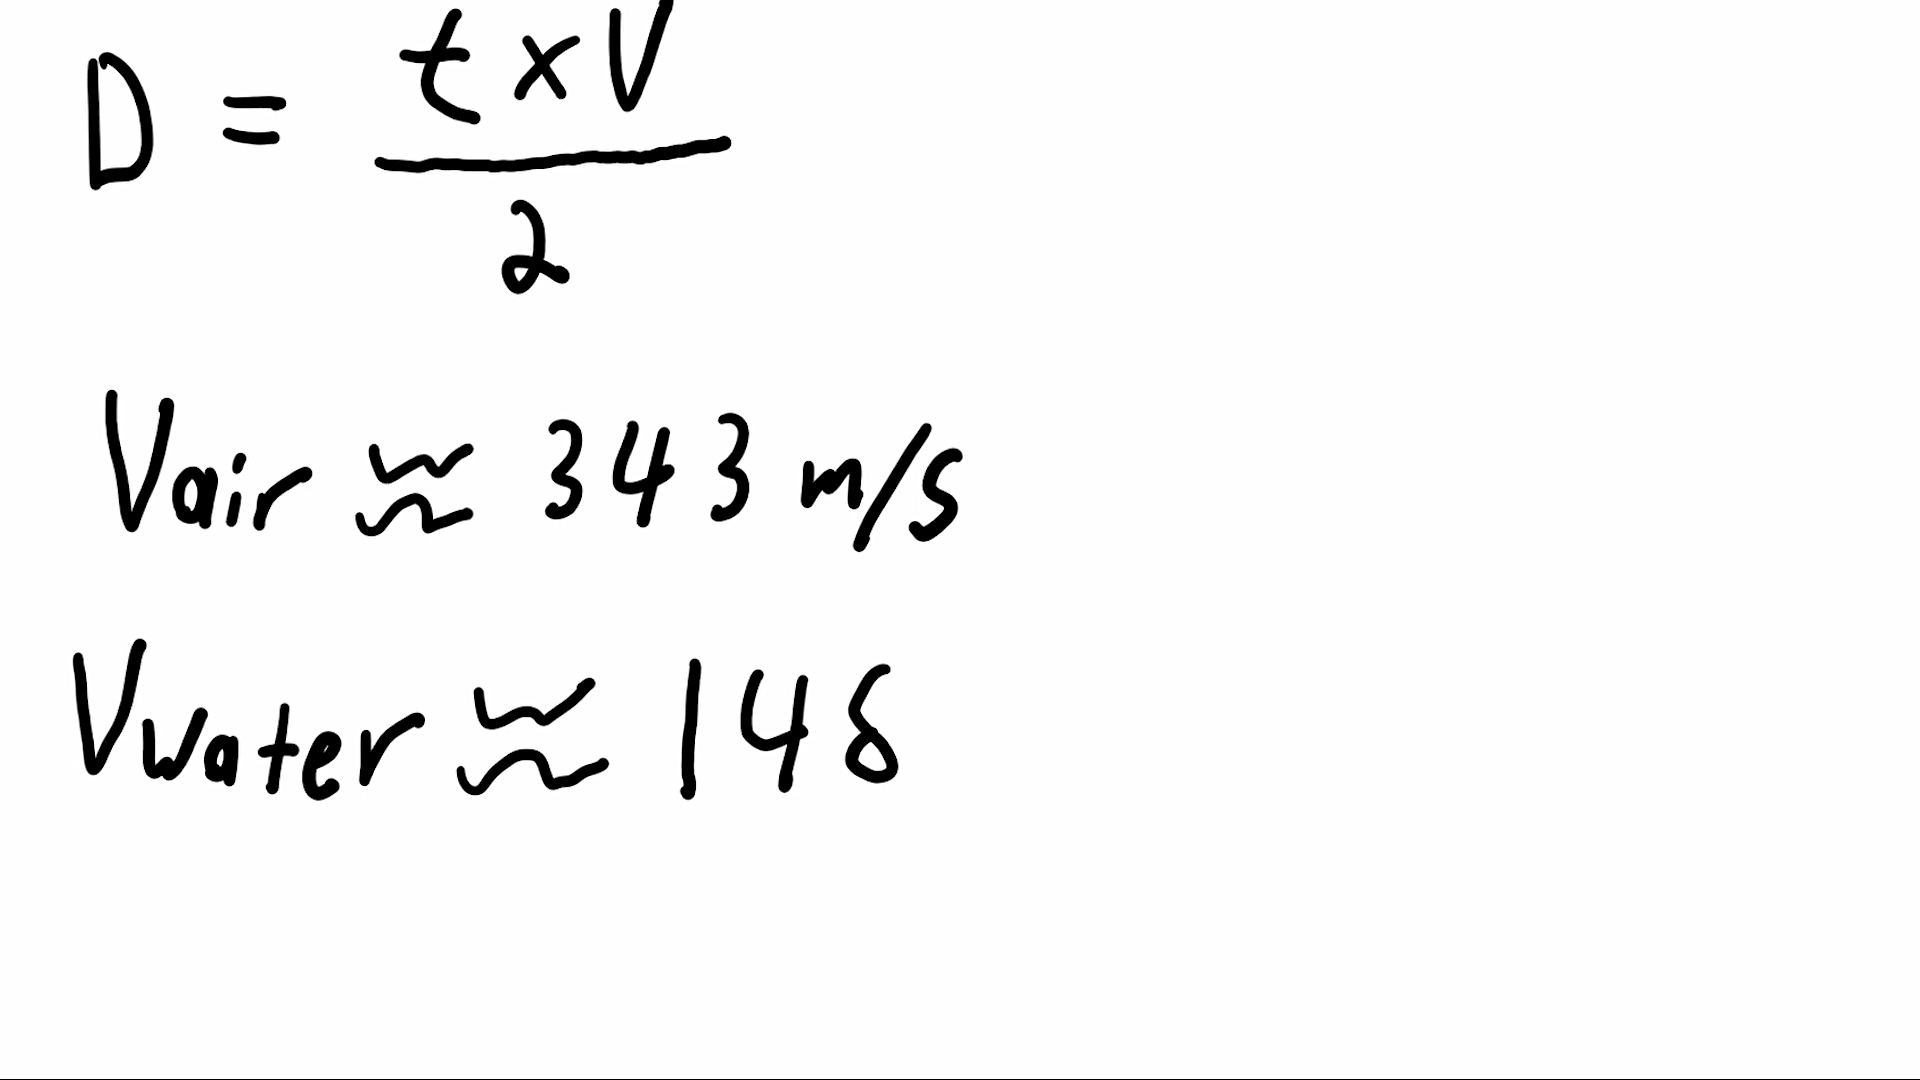 D = t x V / 2
Vair ≈ 343 m/s
Vwater ≈ 148